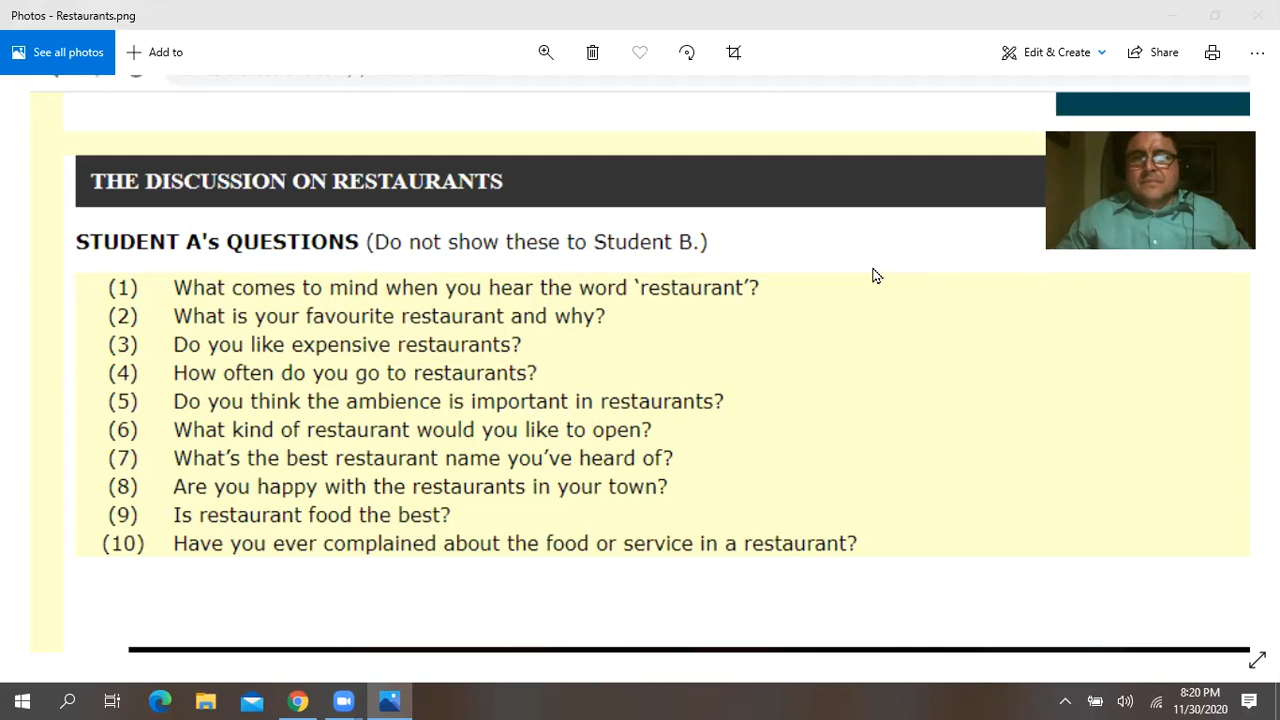 Photos - Restaurants.png
See all photos
Add to
Edit & Create
Share
THE DISCUSSION ON RESTAURANTS
STUDENT A's QUESTIONS (Do not show these to Student B.)
(1) What comes to mind when you hear the word ‘restaurant’?
(2) What is your favourite restaurant and why?
(3) Do you like expensive restaurants?
(4) How often do you go to restaurants?
(5) Do you think the ambience is important in restaurants?
(6) What kind of restaurant would you like to open?
(7) What’s the best restaurant name you’ve heard of?
(8) Are you happy with the restaurants in your town?
(9) Is restaurant food the best?
(10) Have you ever complained about the food or service in a restaurant?
8:20 PM
11/30/2020